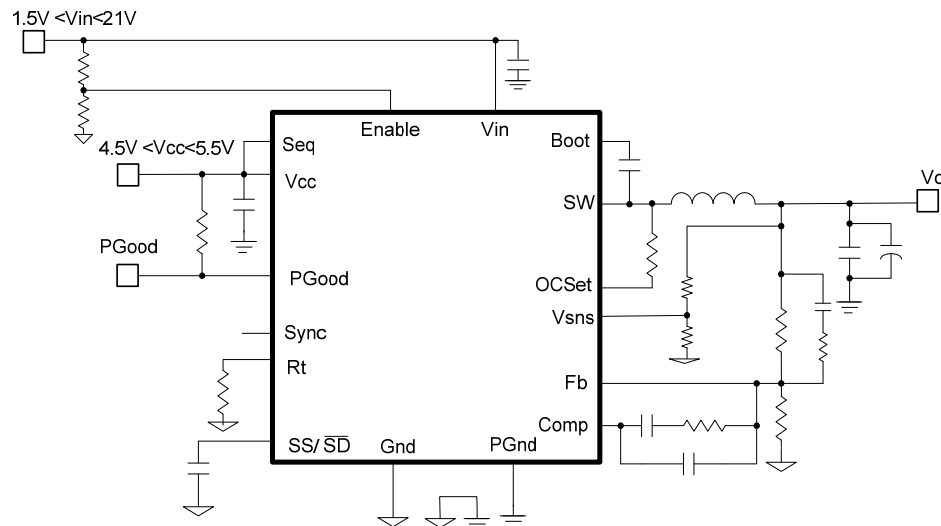 1.5V <Vin<21V
Enable
Vin
Boot
Seq
4.5V <Vcc<5.5V
Vcc
SW
Vo
PGood
PGood
OCSet
Vsns
Sync
Rt
Fb
Comp
SS/ S̅D̅
Gnd
PGnd